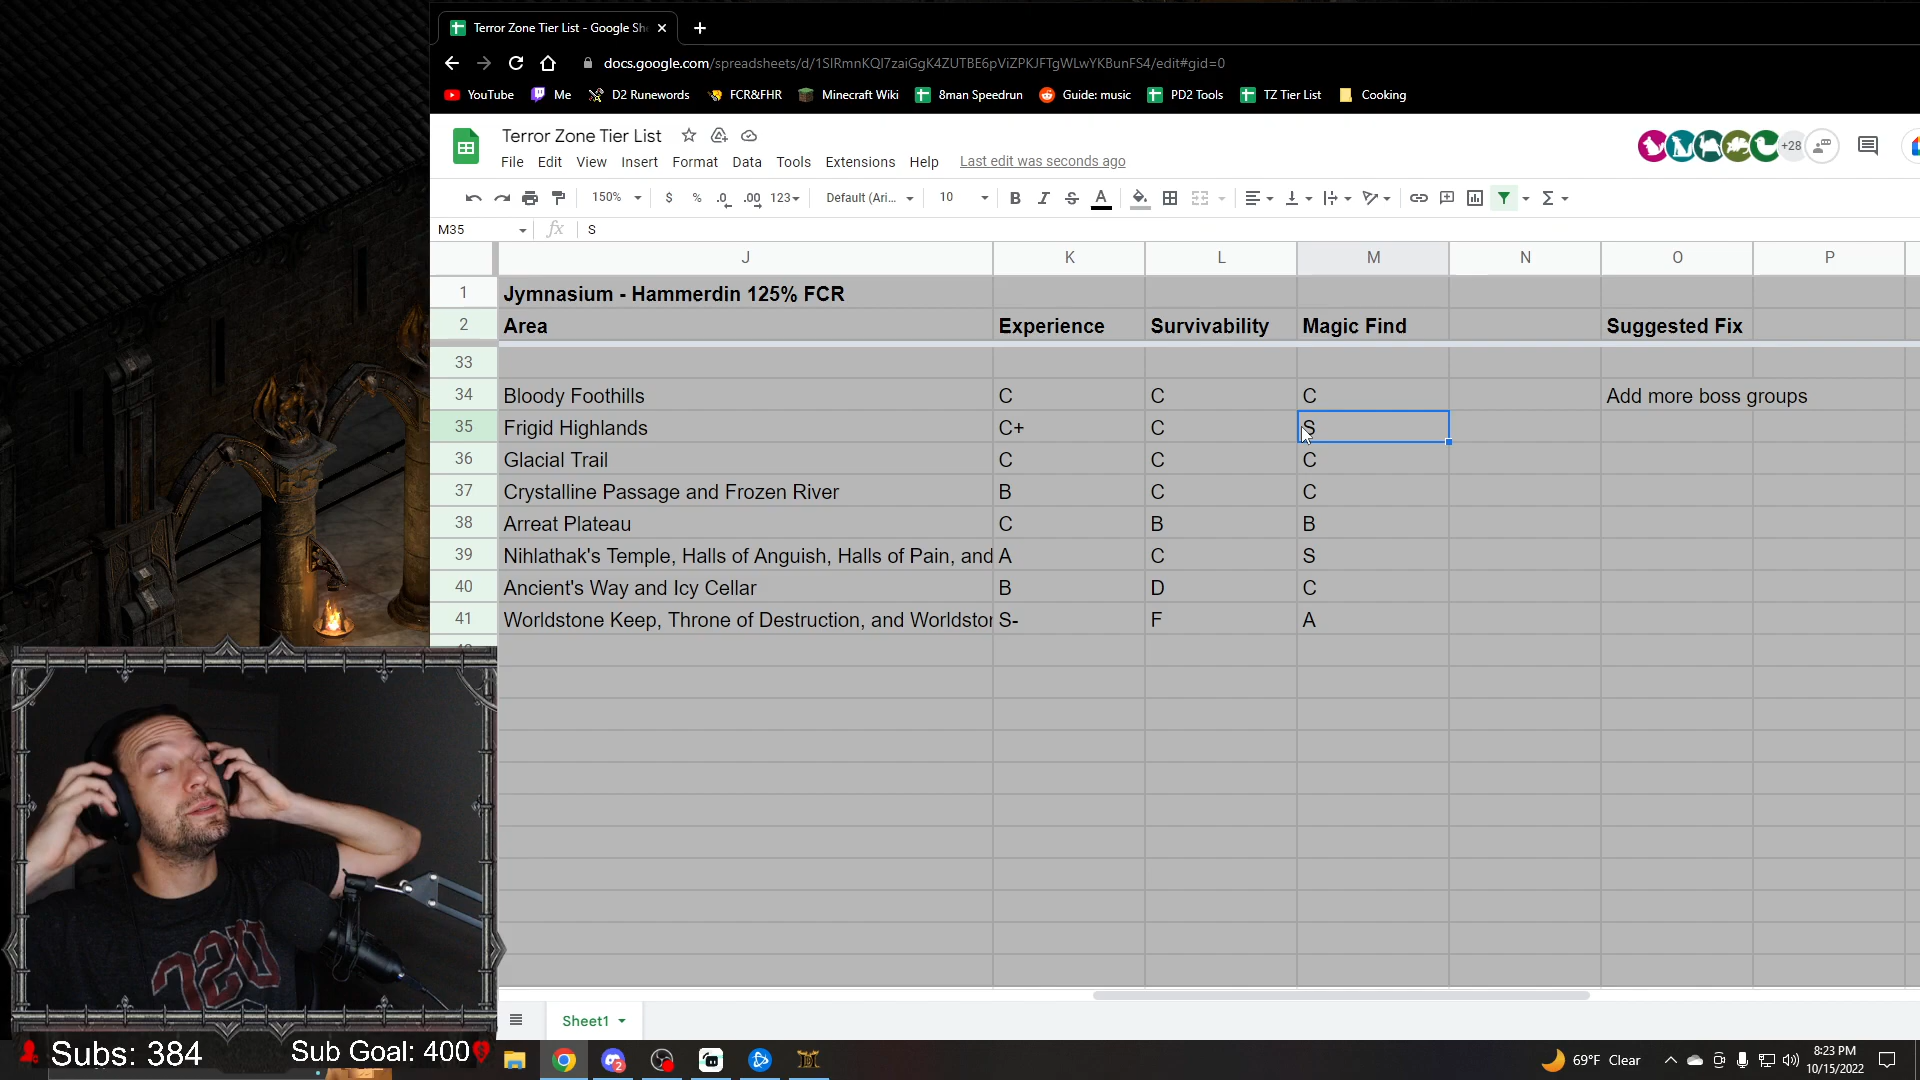 Terror Zone Tier List - Google Sh
docs.google.com/spreadsheets/d/1SlRmnKQl7zaiGgK4ZUTBE6pViZPKJFTgWLwYKBunFS4/edit#gid=0
YouTube Me D2 Runewords FCR&FHR Minecraft Wiki 8man Speedrun Guide: music PD2 Tools TZ Tier List Cooking
Terror Zone Tier List
File Edit View Insert Format Data Tools Extensions Help Last edit was seconds ago
+28
150% $ % .0 .00 123 Default (Ari... 10 B I S A Σ
M35 fx S
J K L M N O P
1 Jymnasium - Hammerdin 125% FCR
2 Area Experience Survivability Magic Find Suggested Fix
33
34 Bloody Foothills C C C Add more boss groups
35 Frigid Highlands C+ C S
36 Glacial Trail C C C
37 Crystalline Passage and Frozen River B C C
38 Arreat Plateau C B B
39 Nihlathak's Temple, Halls of Anguish, Halls of Pain, and A C S
40 Ancient's Way and Icy Cellar B D C
41 Worldstone Keep, Throne of Destruction, and Worldstor S- F A
720
Sheet1
Subs: 384 Sub Goal: 400
2
69°F Clear
8:23 PM
10/15/2022